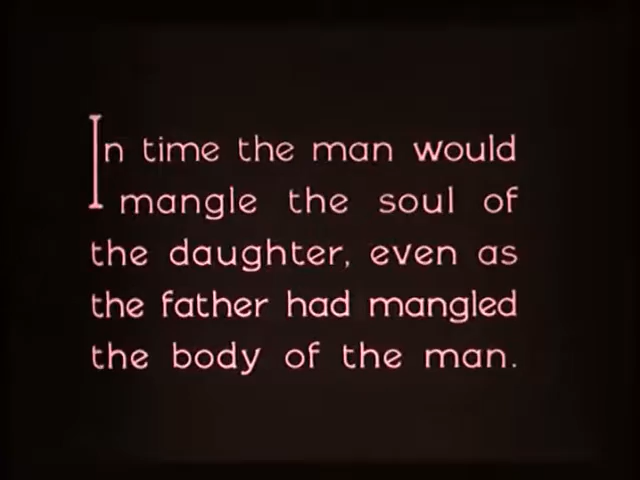 In time the man would
mangle the soul of
the daughter, even as
the father had mangled
the body of the man.